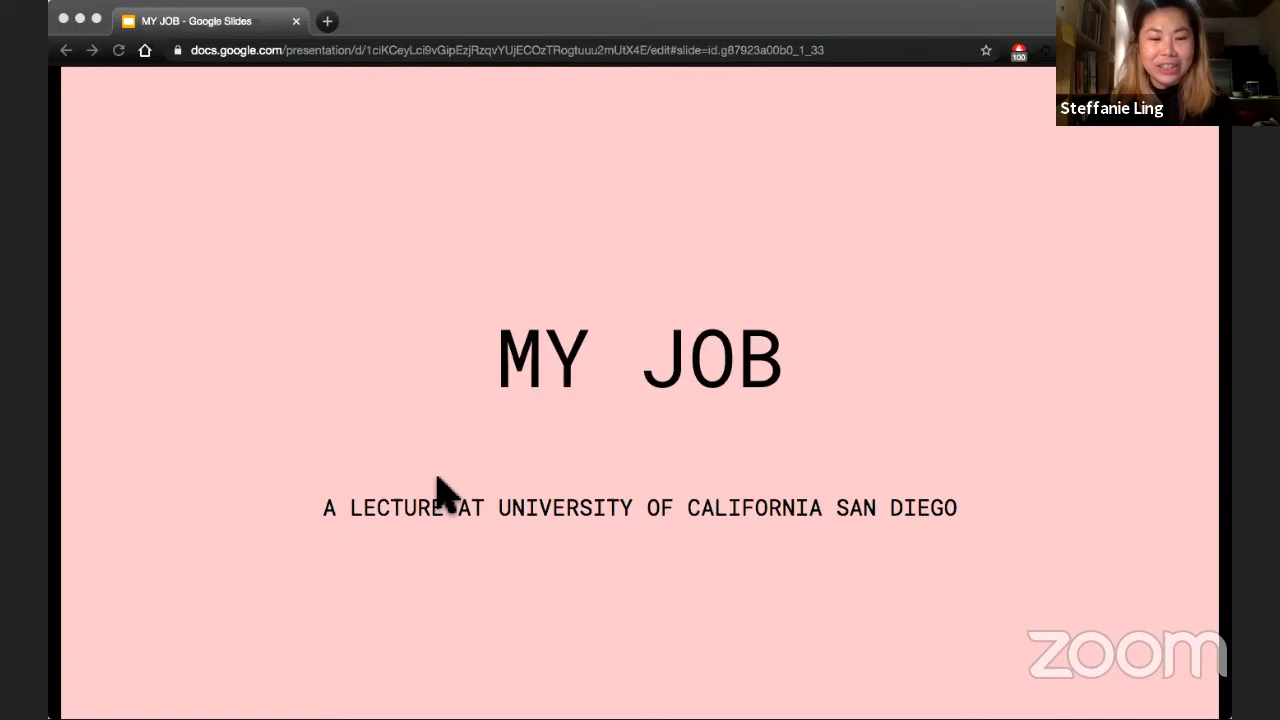 MY JOB - Google Slides
docs.google.com/presentation/d/1ciKCeyLci9vGipEzjRzqvYUjECOzTRogtuuu2mUtX4E/edit#slide=id.g87923a00b0_1_33
100
Steffanie Ling
MY JOB
A LECTURE AT UNIVERSITY OF CALIFORNIA SAN DIEGO
zoom